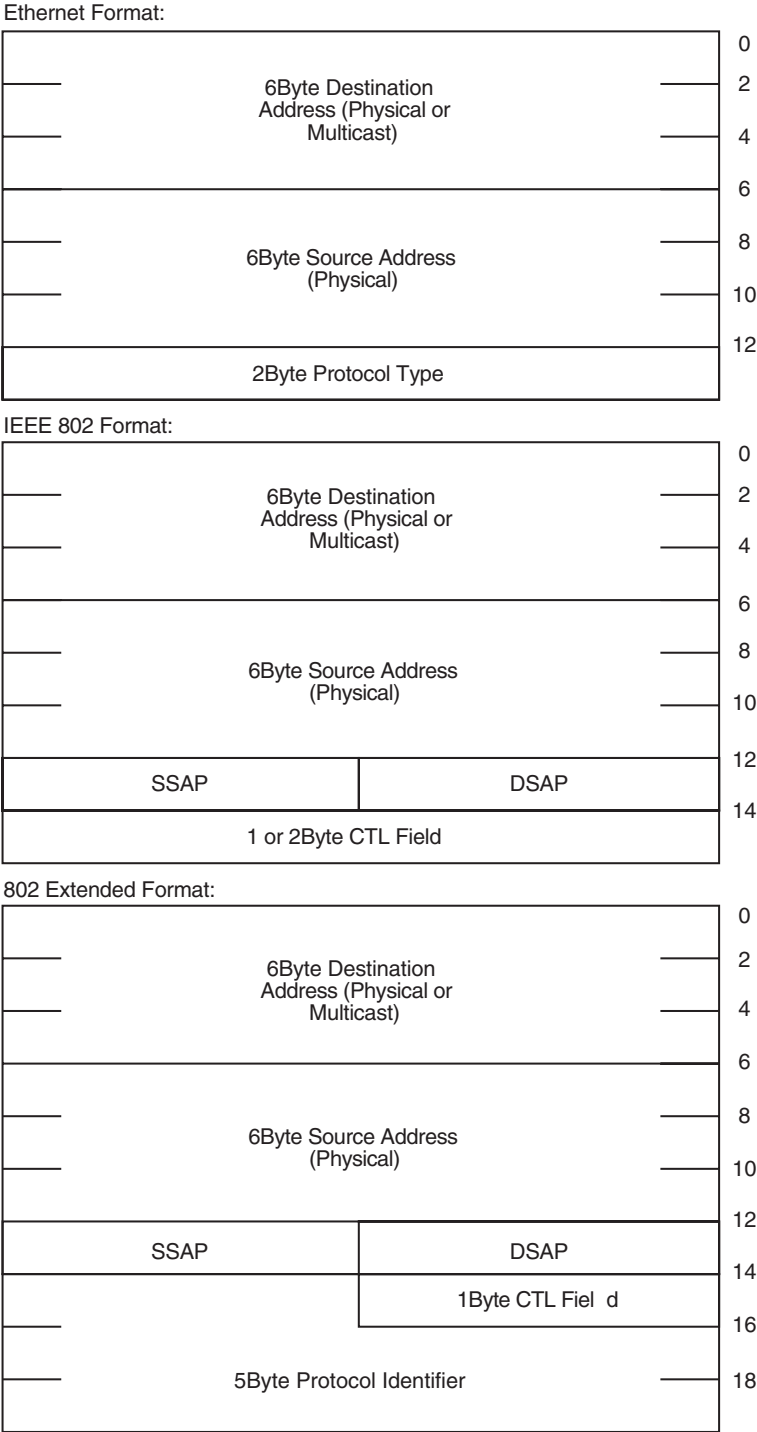 Ethernet Format:
0
6Byte Destination
2
Address (Physical or
Multicast)
4
6
8
6Byte Source Address
(Physical)
10
12
2Byte Protocol Type
IEEE 802 Format:
0
6Byte Destination
2
Address (Physical or
Multicast)
4
6
8
6Byte Source Address
(Physical)
10
12
SSAP
DSAP
14
1 or 2Byte CTL Field
802 Extended Format:
0
6Byte Destination
2
Address (Physical or
Multicast)
4
6
8
6Byte Source Address
(Physical)
10
12
SSAP
DSAP
14
1Byte CTL Fiel d
16
5Byte Protocol Identifier
18